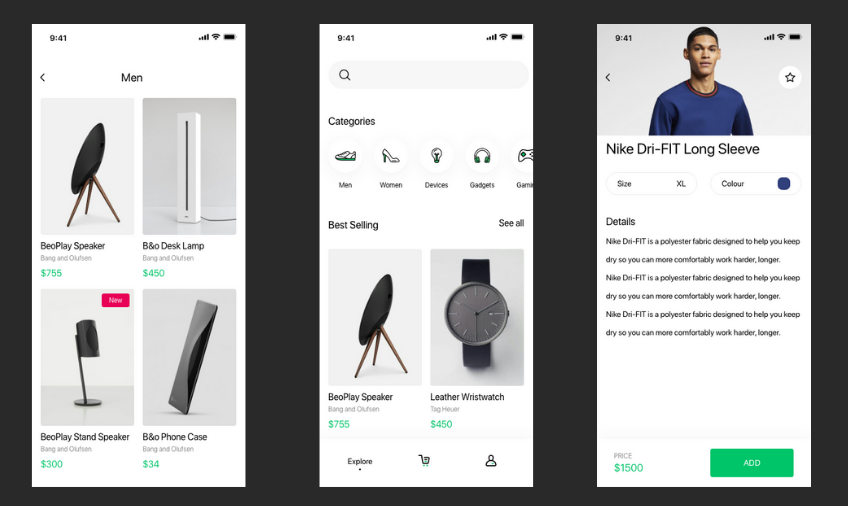 9:41
Men
BeoPlay Speaker
Bang and Olufsen
$755
B&o Desk Lamp
Bang and Olufsen
$450
New
BeoPlay Stand Speaker
Bang and Olufsen
$300
B&o Phone Case
Bang and Olufsen
$34
9:41
Categories
Men
Women
Devices
Gadgets
Gamin
Best Selling
See all
BeoPlay Speaker
Bang and Olufsen
$755
Leather Wristwatch
Tag Heuer
$450
Explore
9:41
Nike Dri-FIT Long Sleeve
Size
XL
Colour
Details
Nike Dri-FIT is a polyester fabric designed to help you keep
dry so you can more comfortably work harder, longer.
Nike Dri-FIT is a polyester fabric designed to help you keep
dry so you can more comfortably work harder, longer.
Nike Dri-FIT is a polyester fabric designed to help you keep
dry so you can more comfortably work harder, longer.
PRICE
$1500
ADD